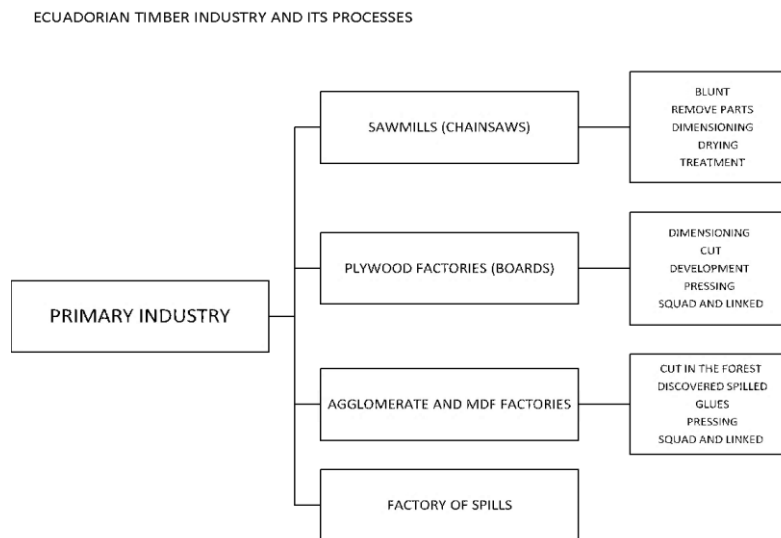 ECUADORIAN TIMBER INDUSTRY AND ITS PROCESSES
PRIMARY INDUSTRY
SAWMILLS (CHAINSAWS)
BLUNT
REMOVE PARTS
DIMENSIONING
DRYING
TREATMENT
PLYWOOD FACTORIES (BOARDS)
DIMENSIONING
CUT
DEVELOPMENT
PRESSING
SQUAD AND LINKED
AGGLOMERATE AND MDF FACTORIES
CUT IN THE FOREST
DISCOVERED SPILLED
GLUES
PRESSING
SQUAD AND LINKED
FACTORY OF SPILLS